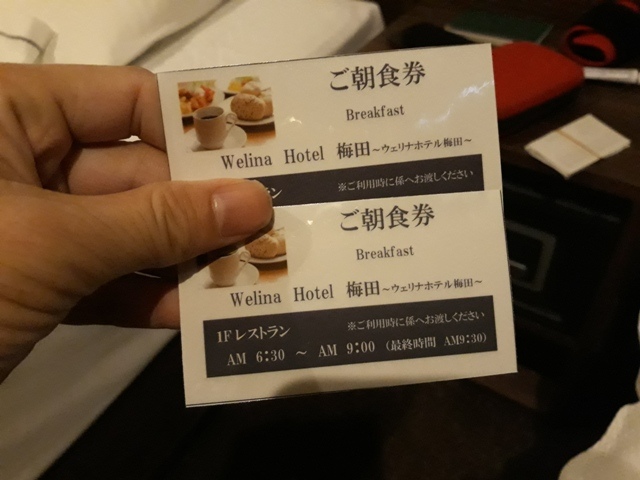 ご朝食券
Breakfast
Welina Hotel 梅田~ウェリナホテル梅田~
※ご利用時に係へお渡しください
ご朝食券
Breakfast
Welina Hotel 梅田~ウェリナホテル梅田~
1Fレストラン ※ご利用時に係へお渡しください
AM 6:30 ~ AM 9:00 (最終時間 AM9:30)